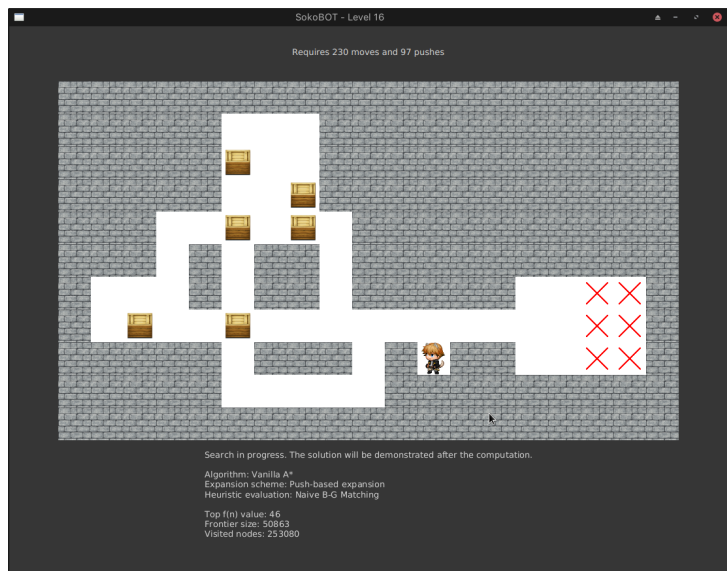 SokoBOT - Level 16
Requires 230 moves and 97 pushes
Search in progress. The solution will be demonstrated after the computation.
Algorithm: Vanilla A*
Expansion scheme: Push-based expansion
Heuristic evaluation: Naive B-G Matching
Top f(n) value: 46
Frontier size: 50863
Visited nodes: 253080